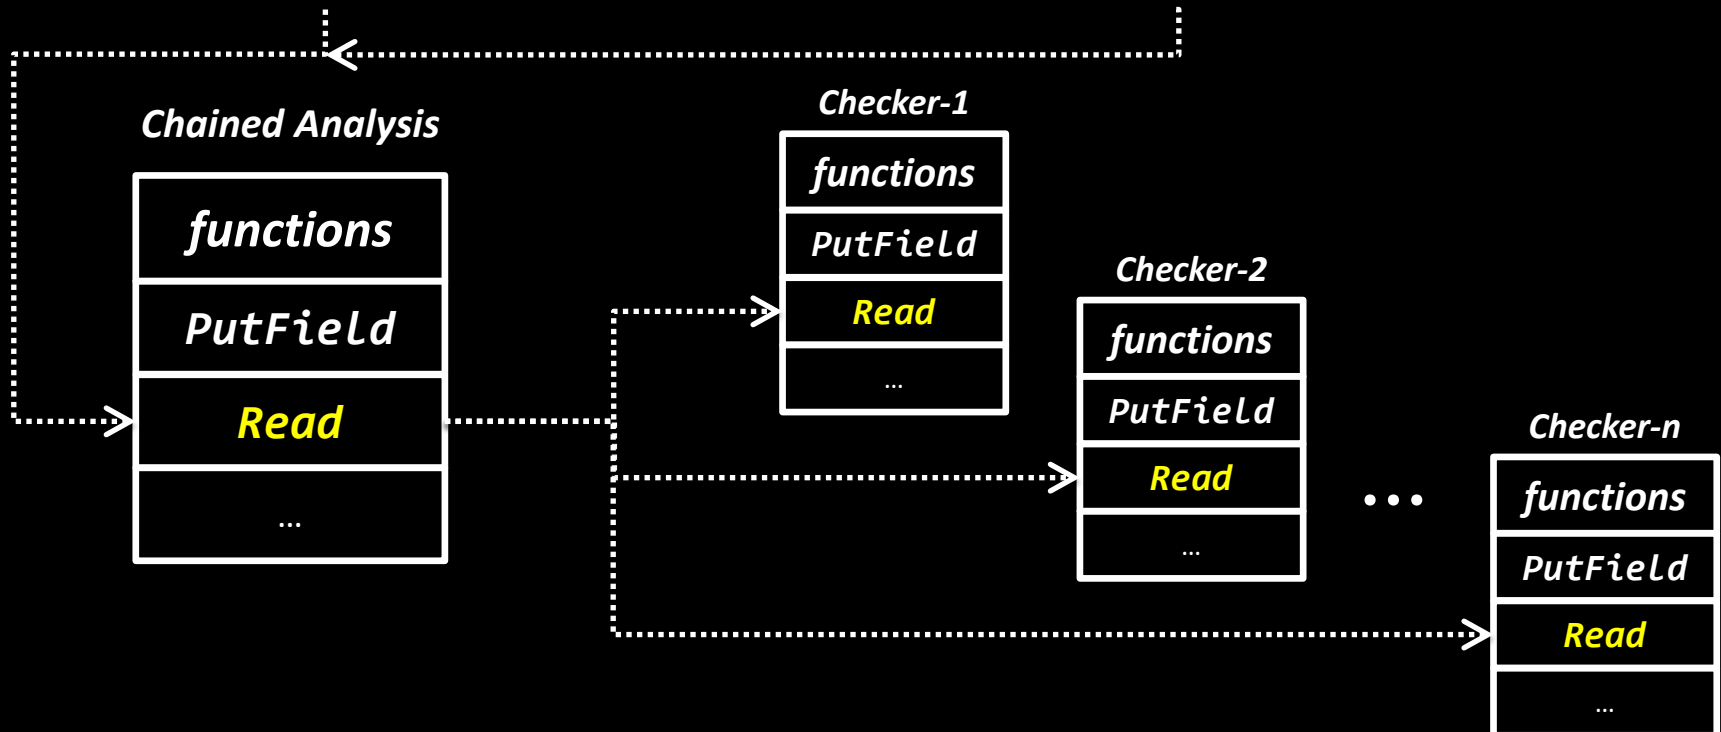 Chained Analysis
functions
PutField
Read
...
Checker-1
functions
PutField
Read
...
Checker-2
functions
PutField
Read
...
...
Checker-n
functions
PutField
Read
...